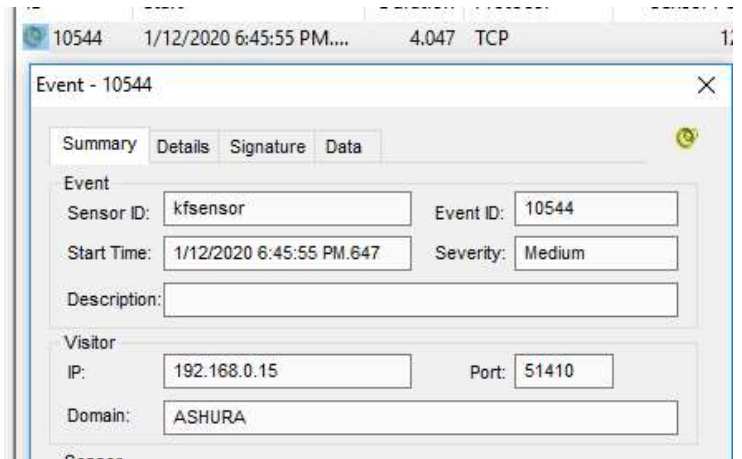 10544 1/12/2020 6:45:55 PM.... 4.047 TCP
Event - 10544
Summary Details Signature Data
Event
Sensor ID: kfsensor Event ID: 10544
Start Time: 1/12/2020 6:45:55 PM.647 Severity: Medium
Description:
Visitor
IP: 192.168.0.15 Port: 51410
Domain: ASHURA